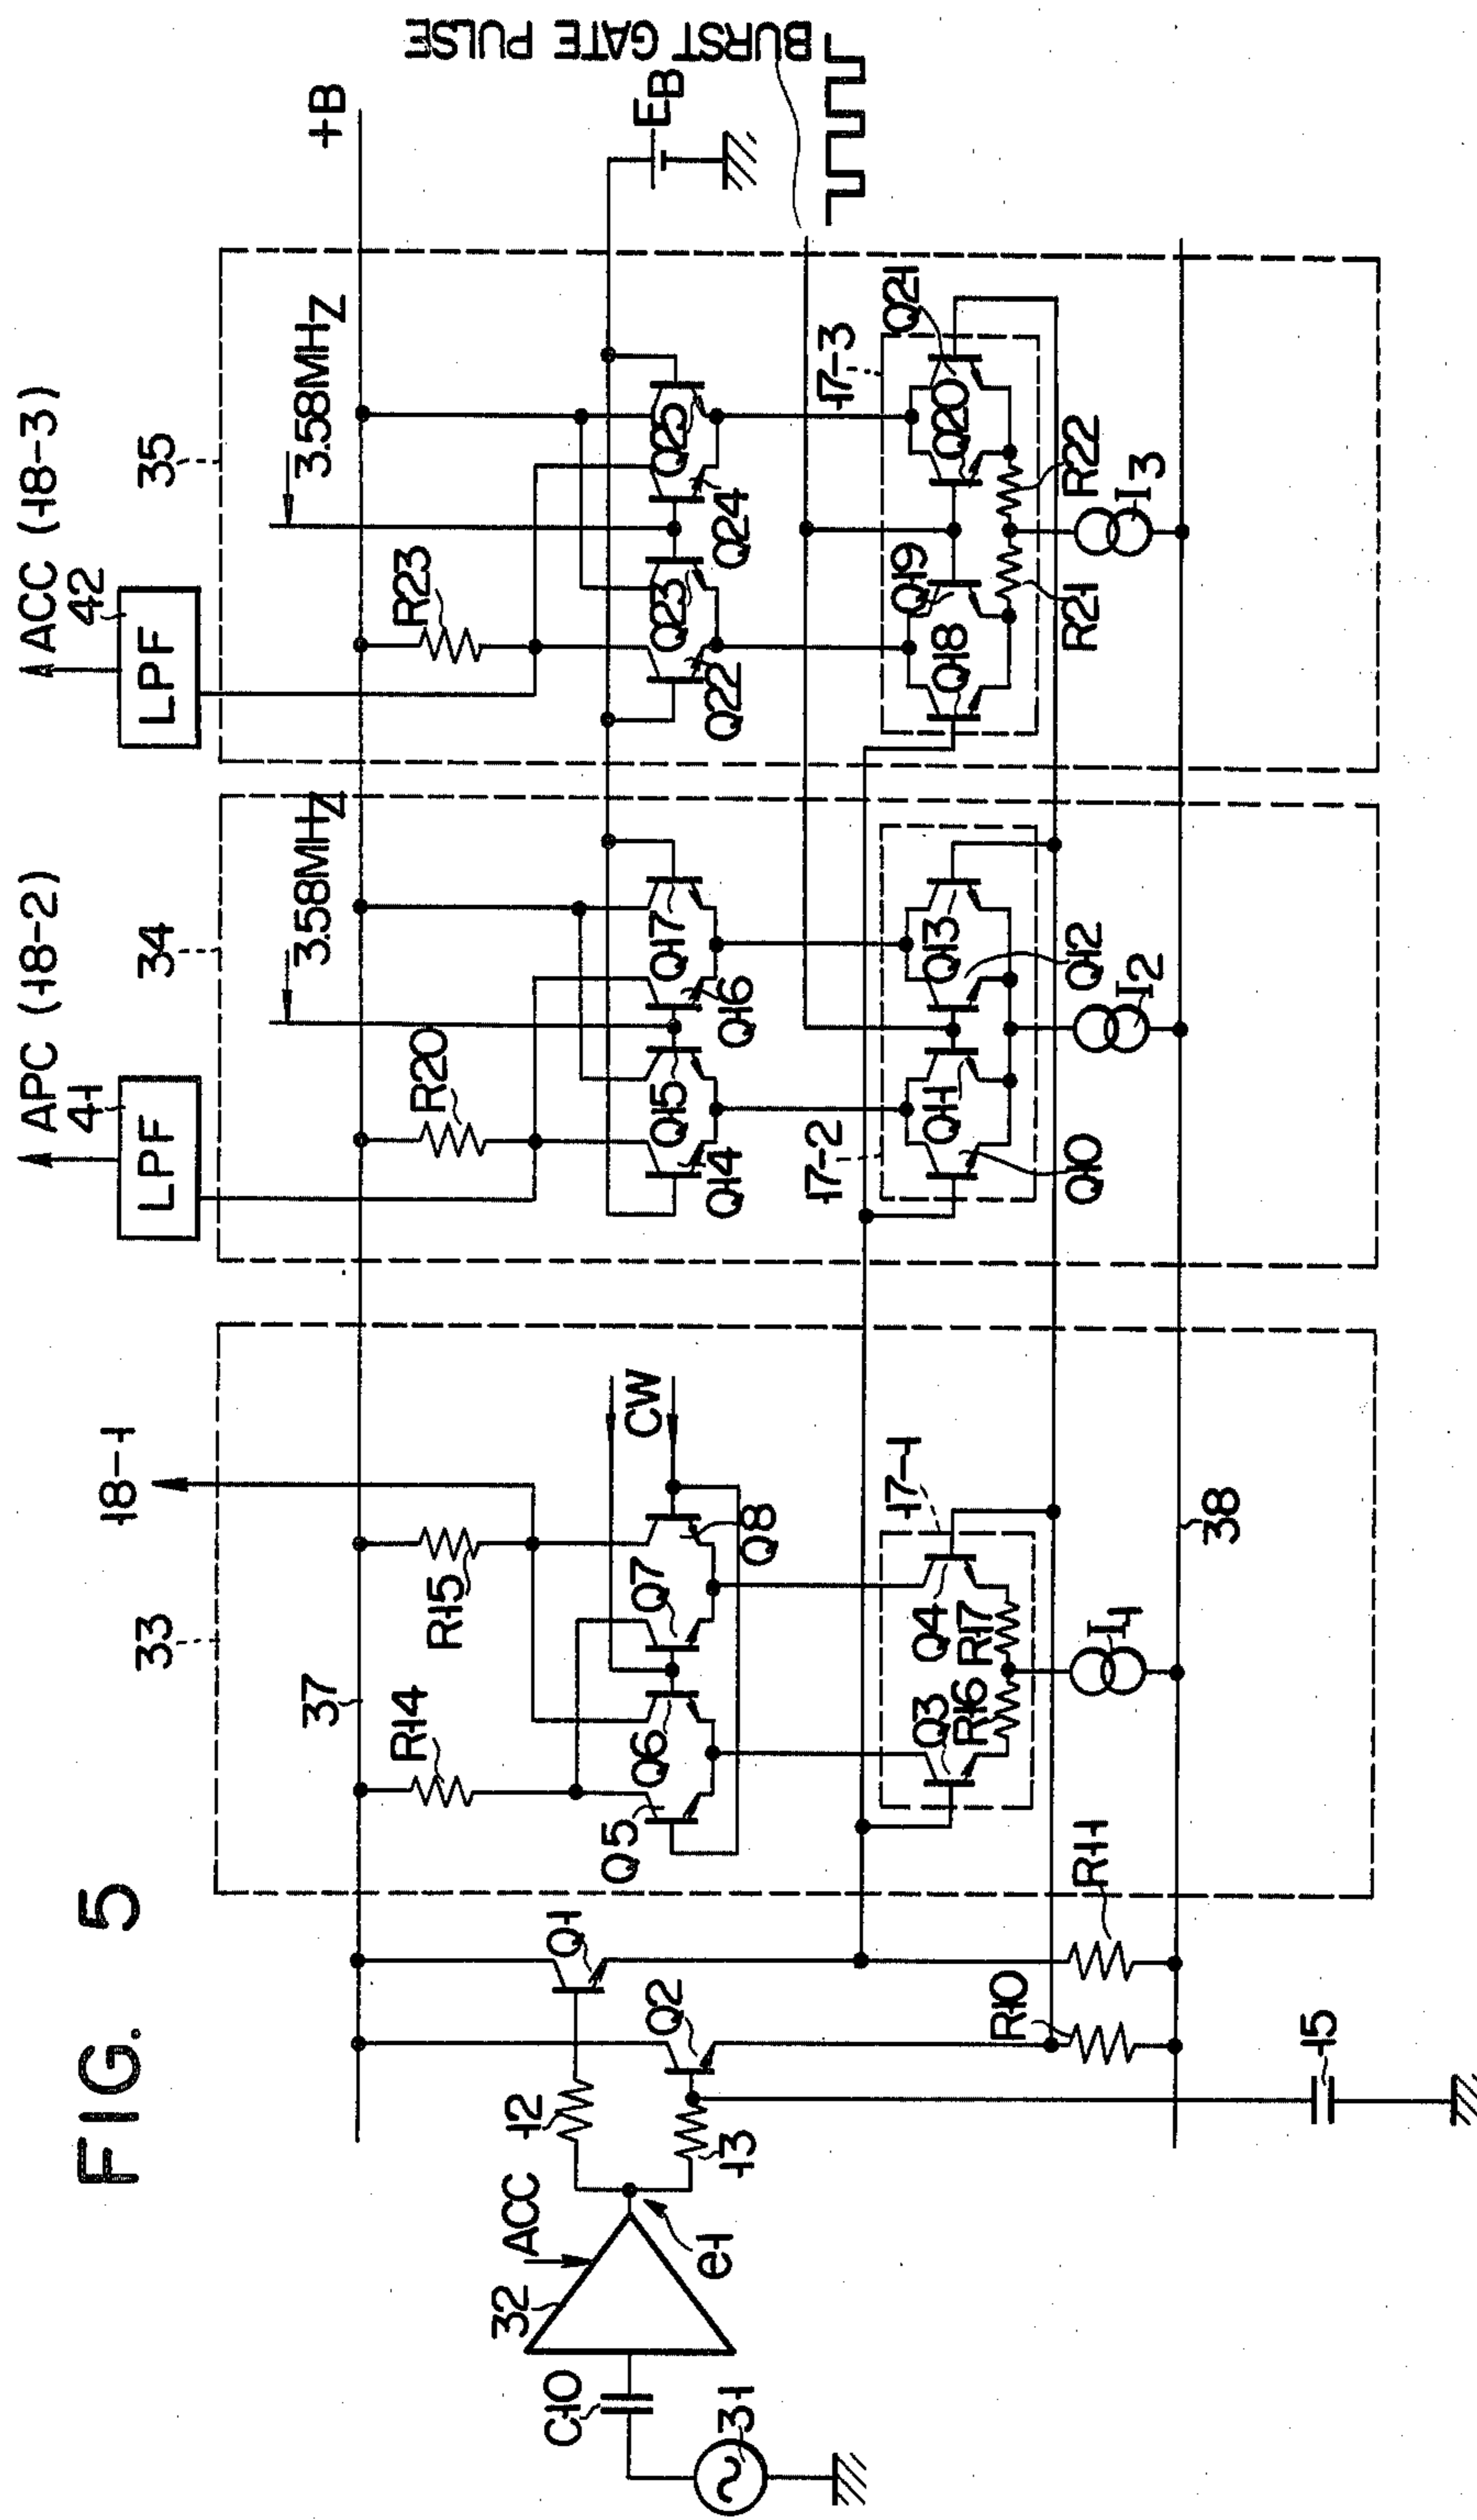 FIG. 5
18-1
APC (18-2)
ACC (18-3)
33
34
35
LPF
41
LPF
42
37
+B
3.58MHz
3.58MHz
R14
R15
R20
R23
CW
EB
BURST GATE PULSE
Q5
Q6
Q7
Q8
Q14
Q15
Q16
Q17
Q22
Q23
Q24
Q25
C10
31
32
ACC
e1
12
13
Q1
Q2
17-1
17-2
17-3
Q3
Q4
R16
R17
Q10
Q11
Q12
Q13
Q18
Q19
Q20
Q21
R10
R11
I1
I2
R21
R22
I3
38
15